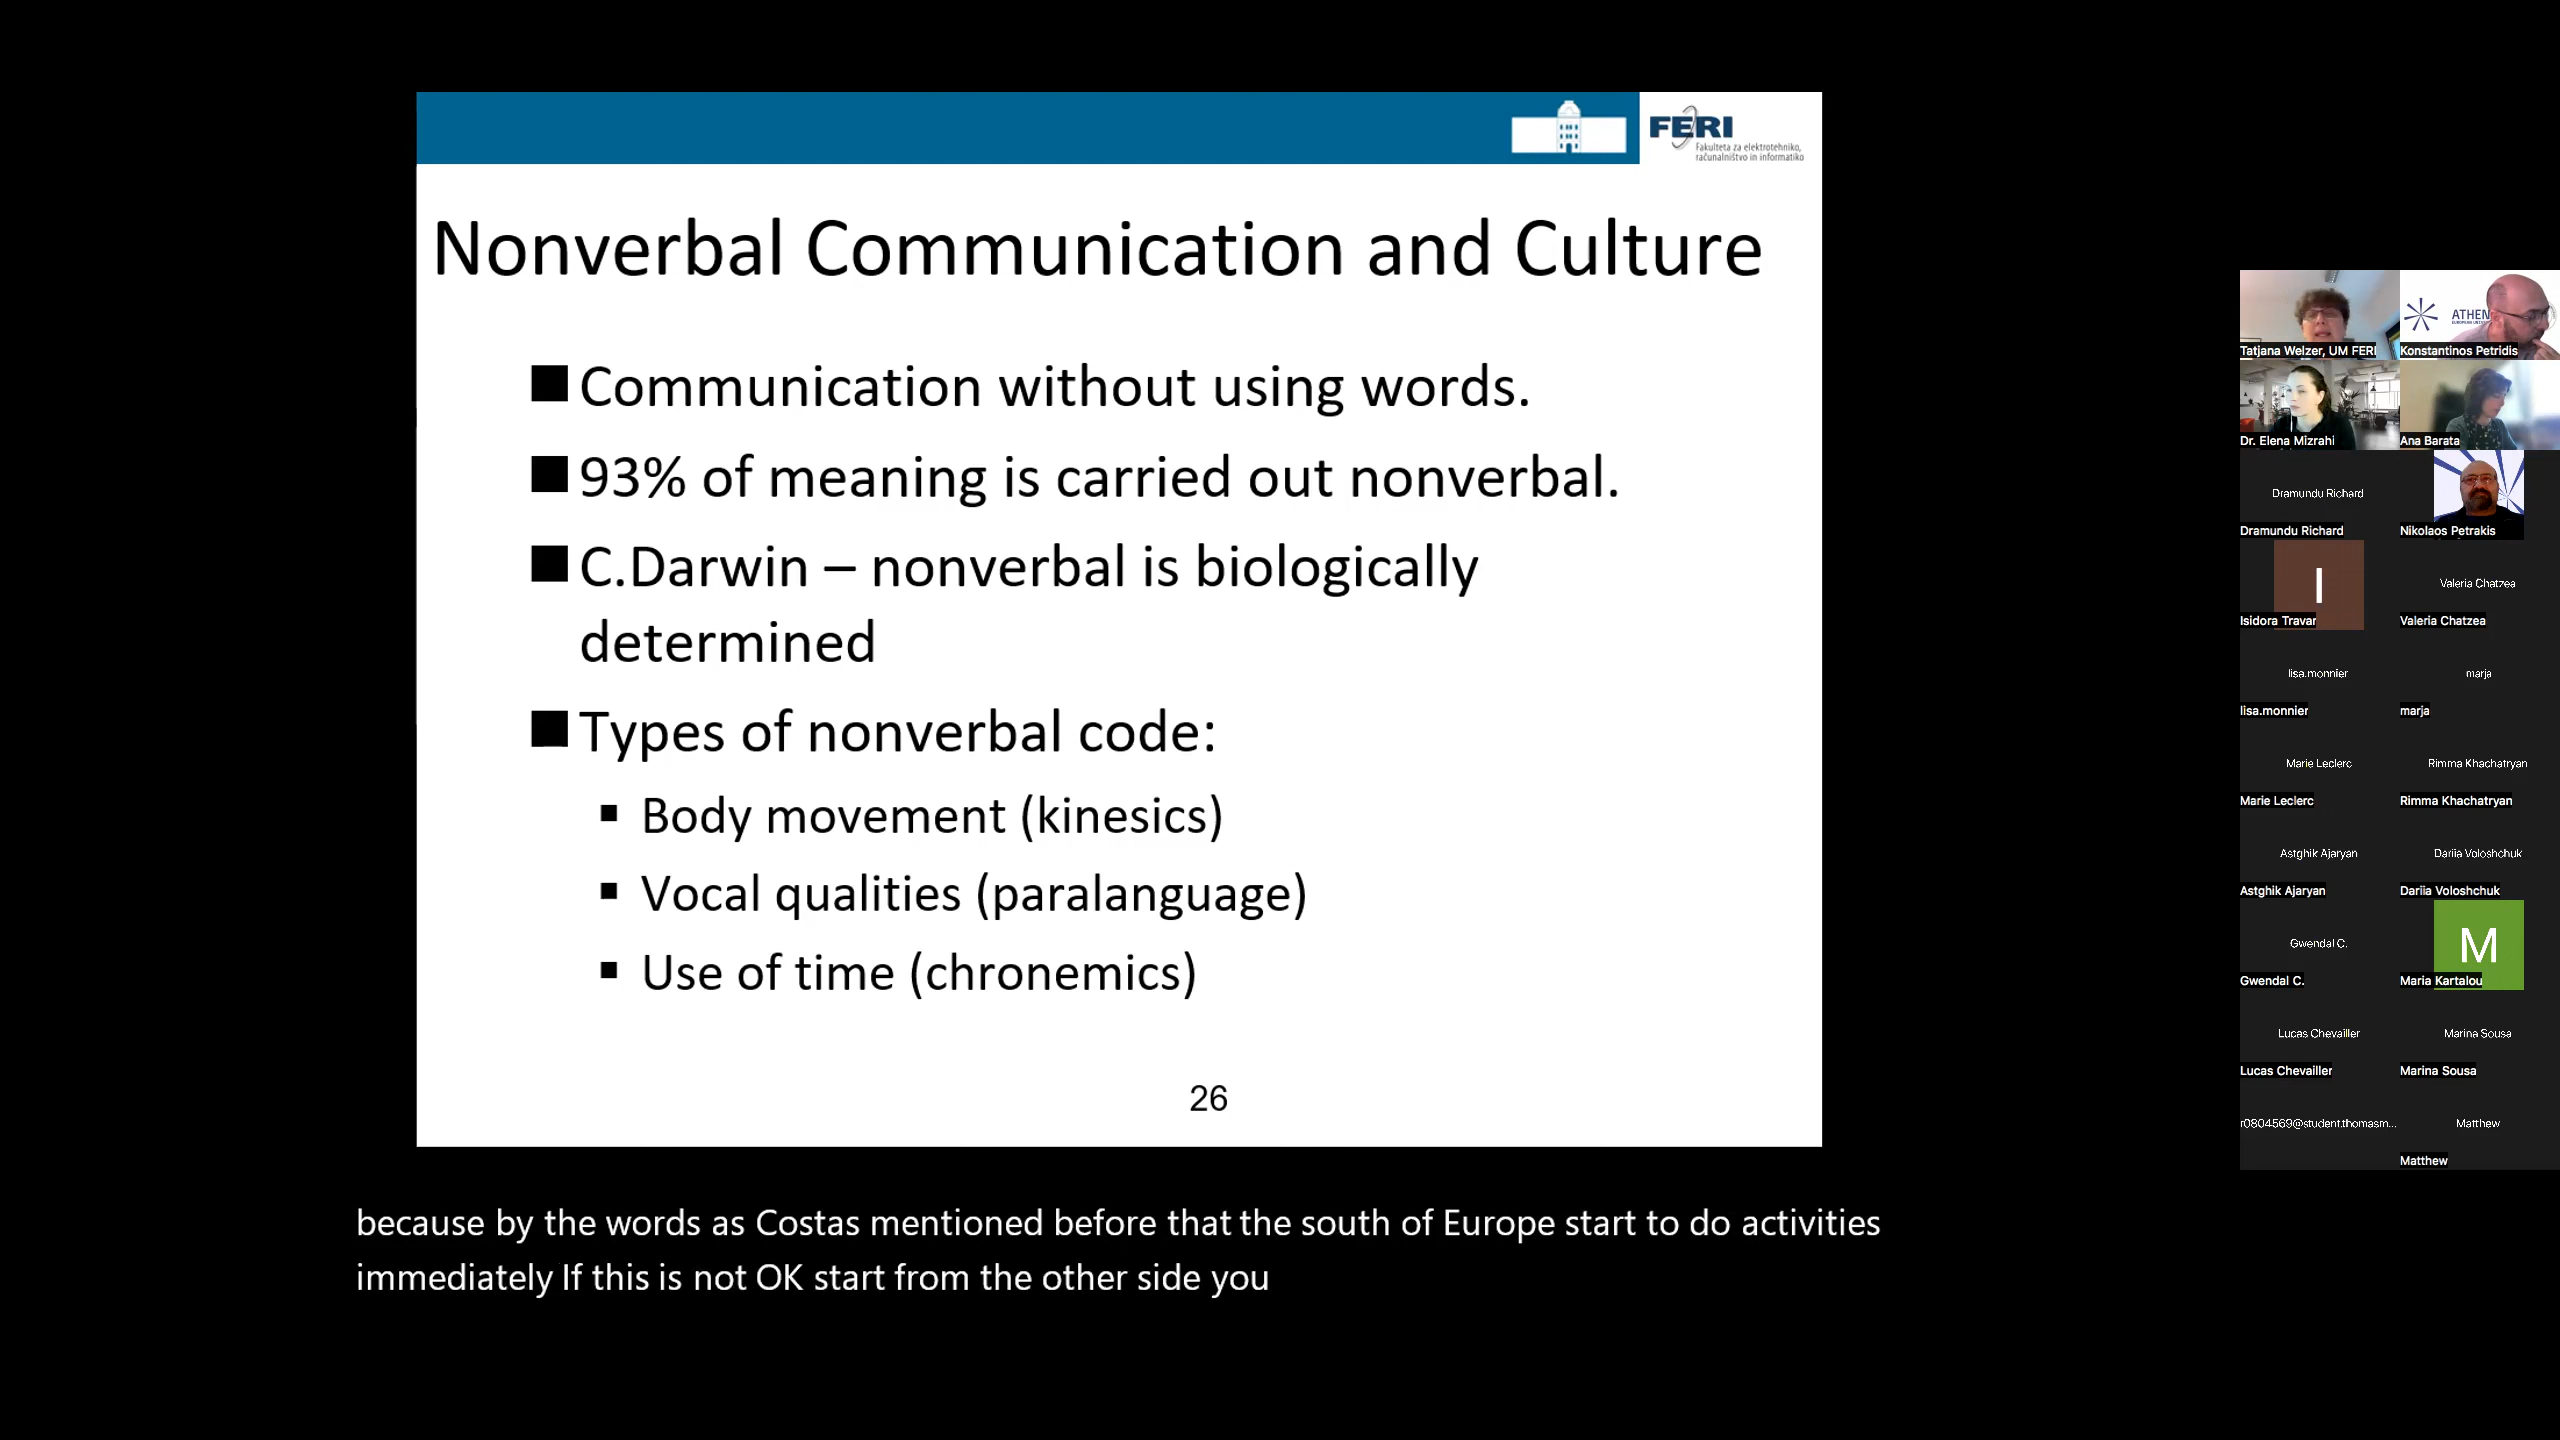 FERI
Fakulteta za elektrotehniko,
računalništvo in informatiko
Nonverbal Communication and Culture
Communication without using words.
93% of meaning is carried out nonverbal.
C.Darwin – nonverbal is biologically
determined
Types of nonverbal code:
Body movement (kinesics)
Vocal qualities (paralanguage)
Use of time (chronemics)
26
because by the words as Costas mentioned before that the south of Europe start to do activities
immediately If this is not OK start from the other side you
Tatjana Welzer, UM FERI
ATHEN
Konstantinos Petridis
Dr. Elena Mizrahi
Ana Barata
Dramundu Richard
Dramundu Richard
Nikolaos Petrakis
I
Isidora Travar
Valeria Chatzea
Valeria Chatzea
lisa.monnier
lisa.monnier
marja
marja
Marie Leclerc
Marie Leclerc
Rimma Khachatryan
Rimma Khachatryan
Astghik Ajaryan
Astghik Ajaryan
Dariia Voloshchuk
Dariia Voloshchuk
Gwendal C.
Gwendal C.
M
Maria Kartalou
Lucas Chevailler
Lucas Chevailler
Marina Sousa
Marina Sousa
r0804569@student.thomasm...
Matthew
Matthew